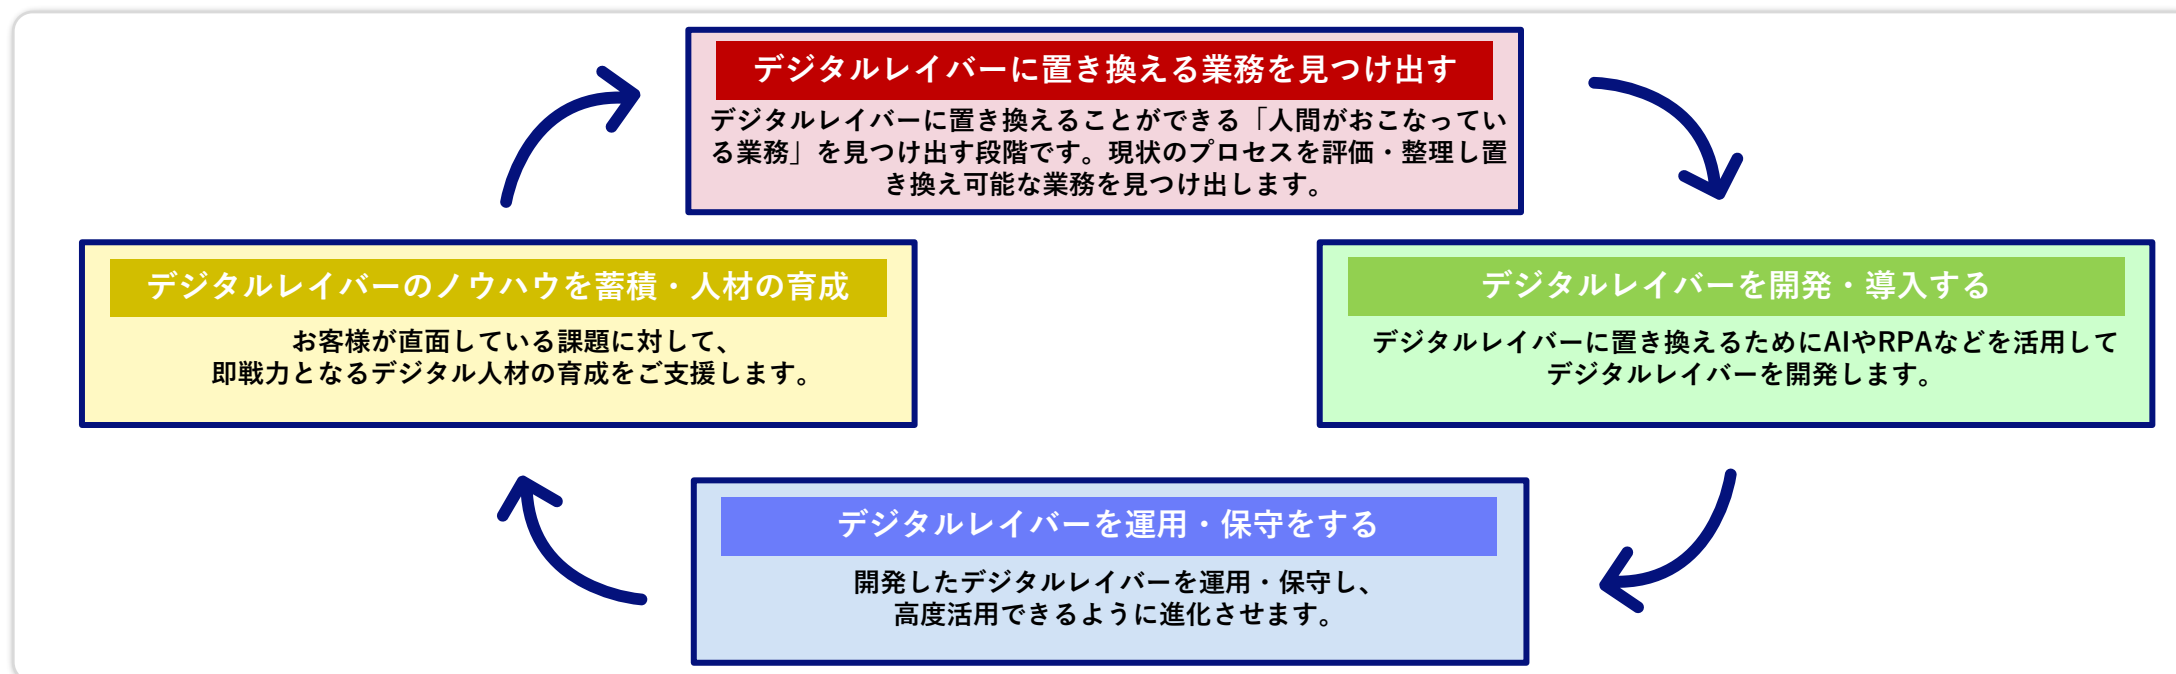 デジタルレイバーに置き換える業務を見つけ出す
デジタルレイバーに置き換えることができる「人間がおこなってい
る業務」を見つけ出す段階です。現状のプロセスを評価・整理し置
き換え可能な業務を見つけ出します。
デジタルレイバーのノウハウを蓄積・人材の育成
お客様が直面している課題に対して、
即戦力となるデジタル人材の育成をご支援します。
デジタルレイバーを開発・導入する
デジタルレイバーに置き換えるためにAIやRPAなどを活用して
デジタルレイバーを開発します。
デジタルレイバーを運用・保守をする
開発したデジタルレイバーを運用・保守し、
高度活用できるように進化させます。